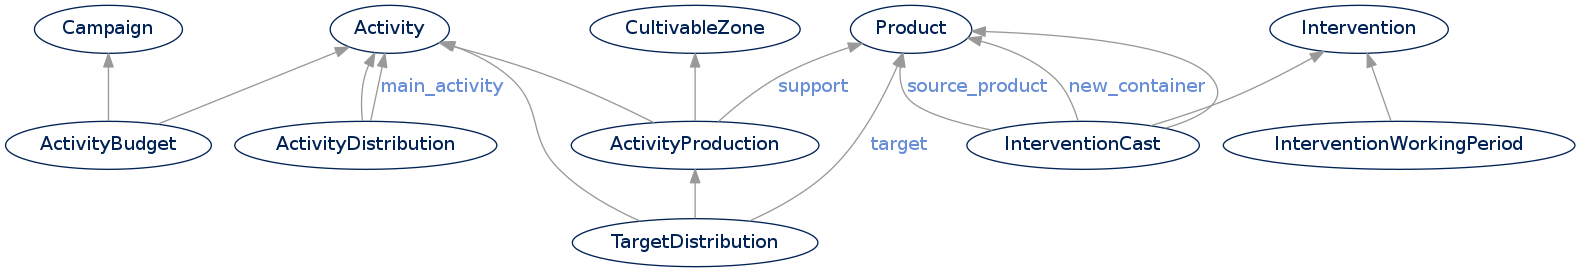 Campaign
Activity
CultivableZone
Product
Intervention
main_activity
support
source_product
new_container
ActivityBudget
ActivityDistribution
ActivityProduction
target
InterventionCast
InterventionWorkingPeriod
TargetDistribution